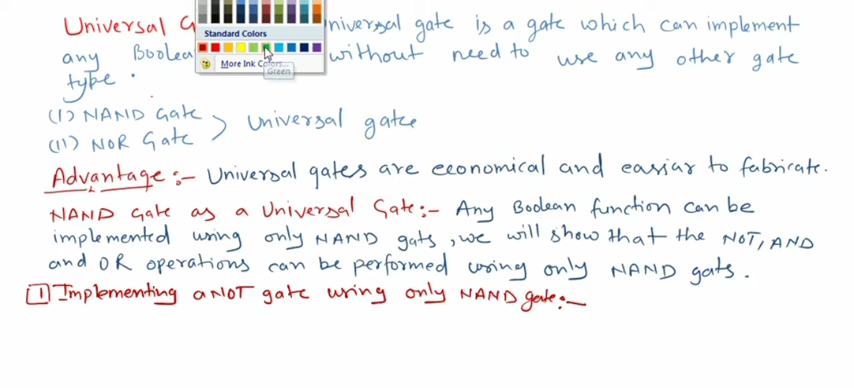 Universal G niversal gate is a gate which can implement
Standard Colors
any Boolea without need to use any other gate
More Ink Colors...
Green
type.
(I) NAND Gate
(II) NOR Gate > Universal gate
Advantage:- Universal gates are economical and easiar to fabricate.
NAND Gate as a Universal Gate:- Any Boolean function can be
implemented using only NAND gats, we will show that the NOT, AND
and OR operations can be performed using only NAND gats.
1 Implementing a NOT gate using only NAND gate:-